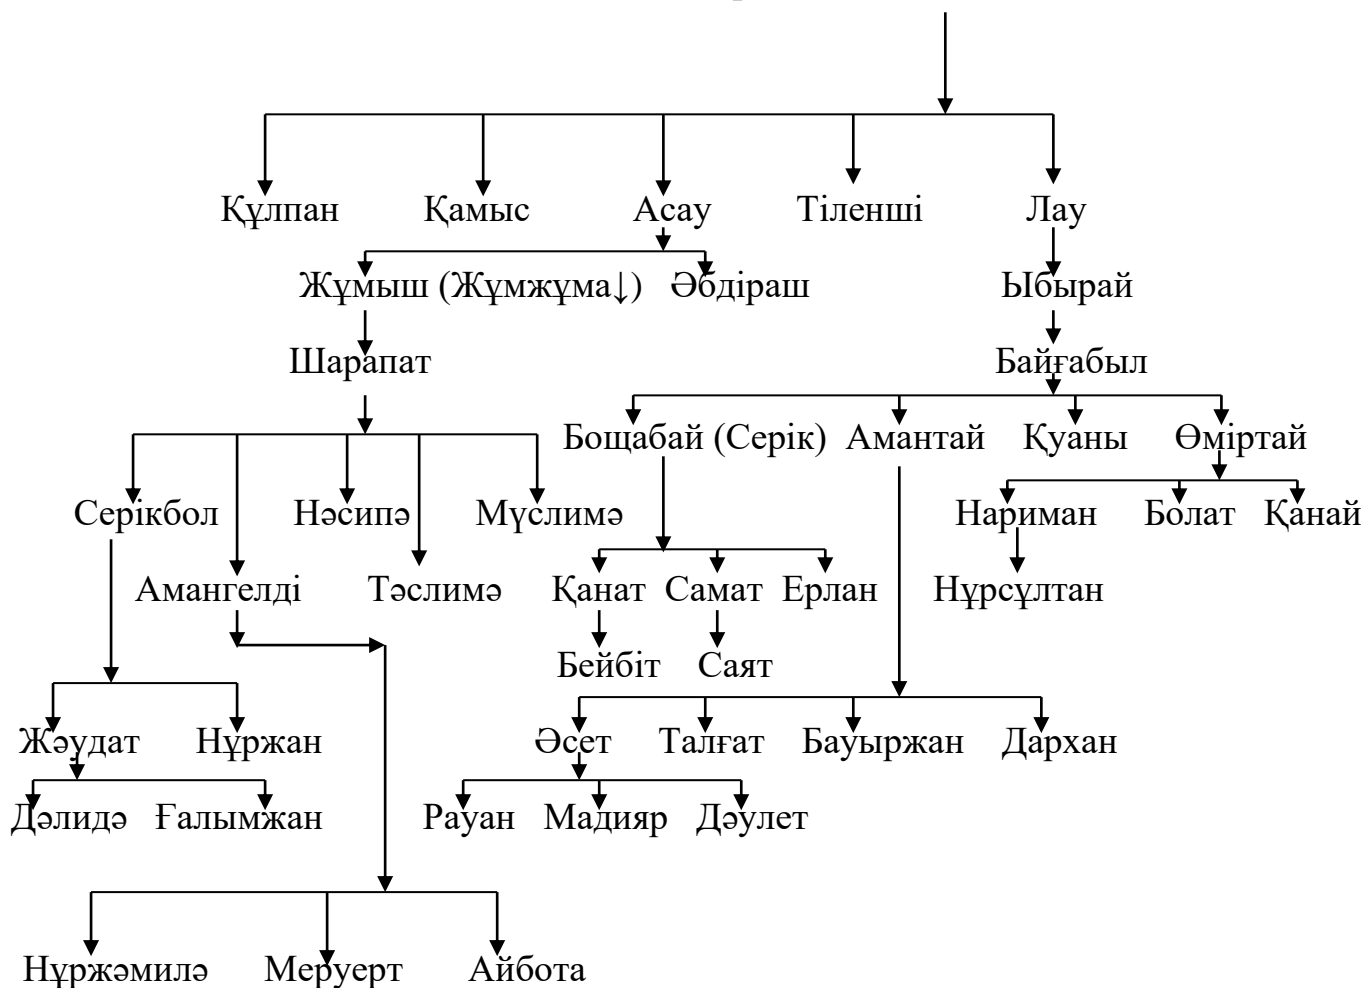 Құлпан Қамыс Асау Тіленші Лау
Жұмыш (Жұмжұма↓) Әбдіраш Ыбырай
Шарапат Байғабыл
Бощабай (Серік) Амантай Қуаны Өміртай
Серікбол Нәсипә Мүслимә Нариман Болат Қанай
Амангелді Тәслимә Қанат Самат Ерлан Нұрсұлтан
Бейбіт Саят
Жәудат Нұржан Әсет Талғат Бауыржан Дархан
Дәлидә Ғалымжан Рауан Мадияр Дәулет
Нұржәмилә Меруерт Айбота